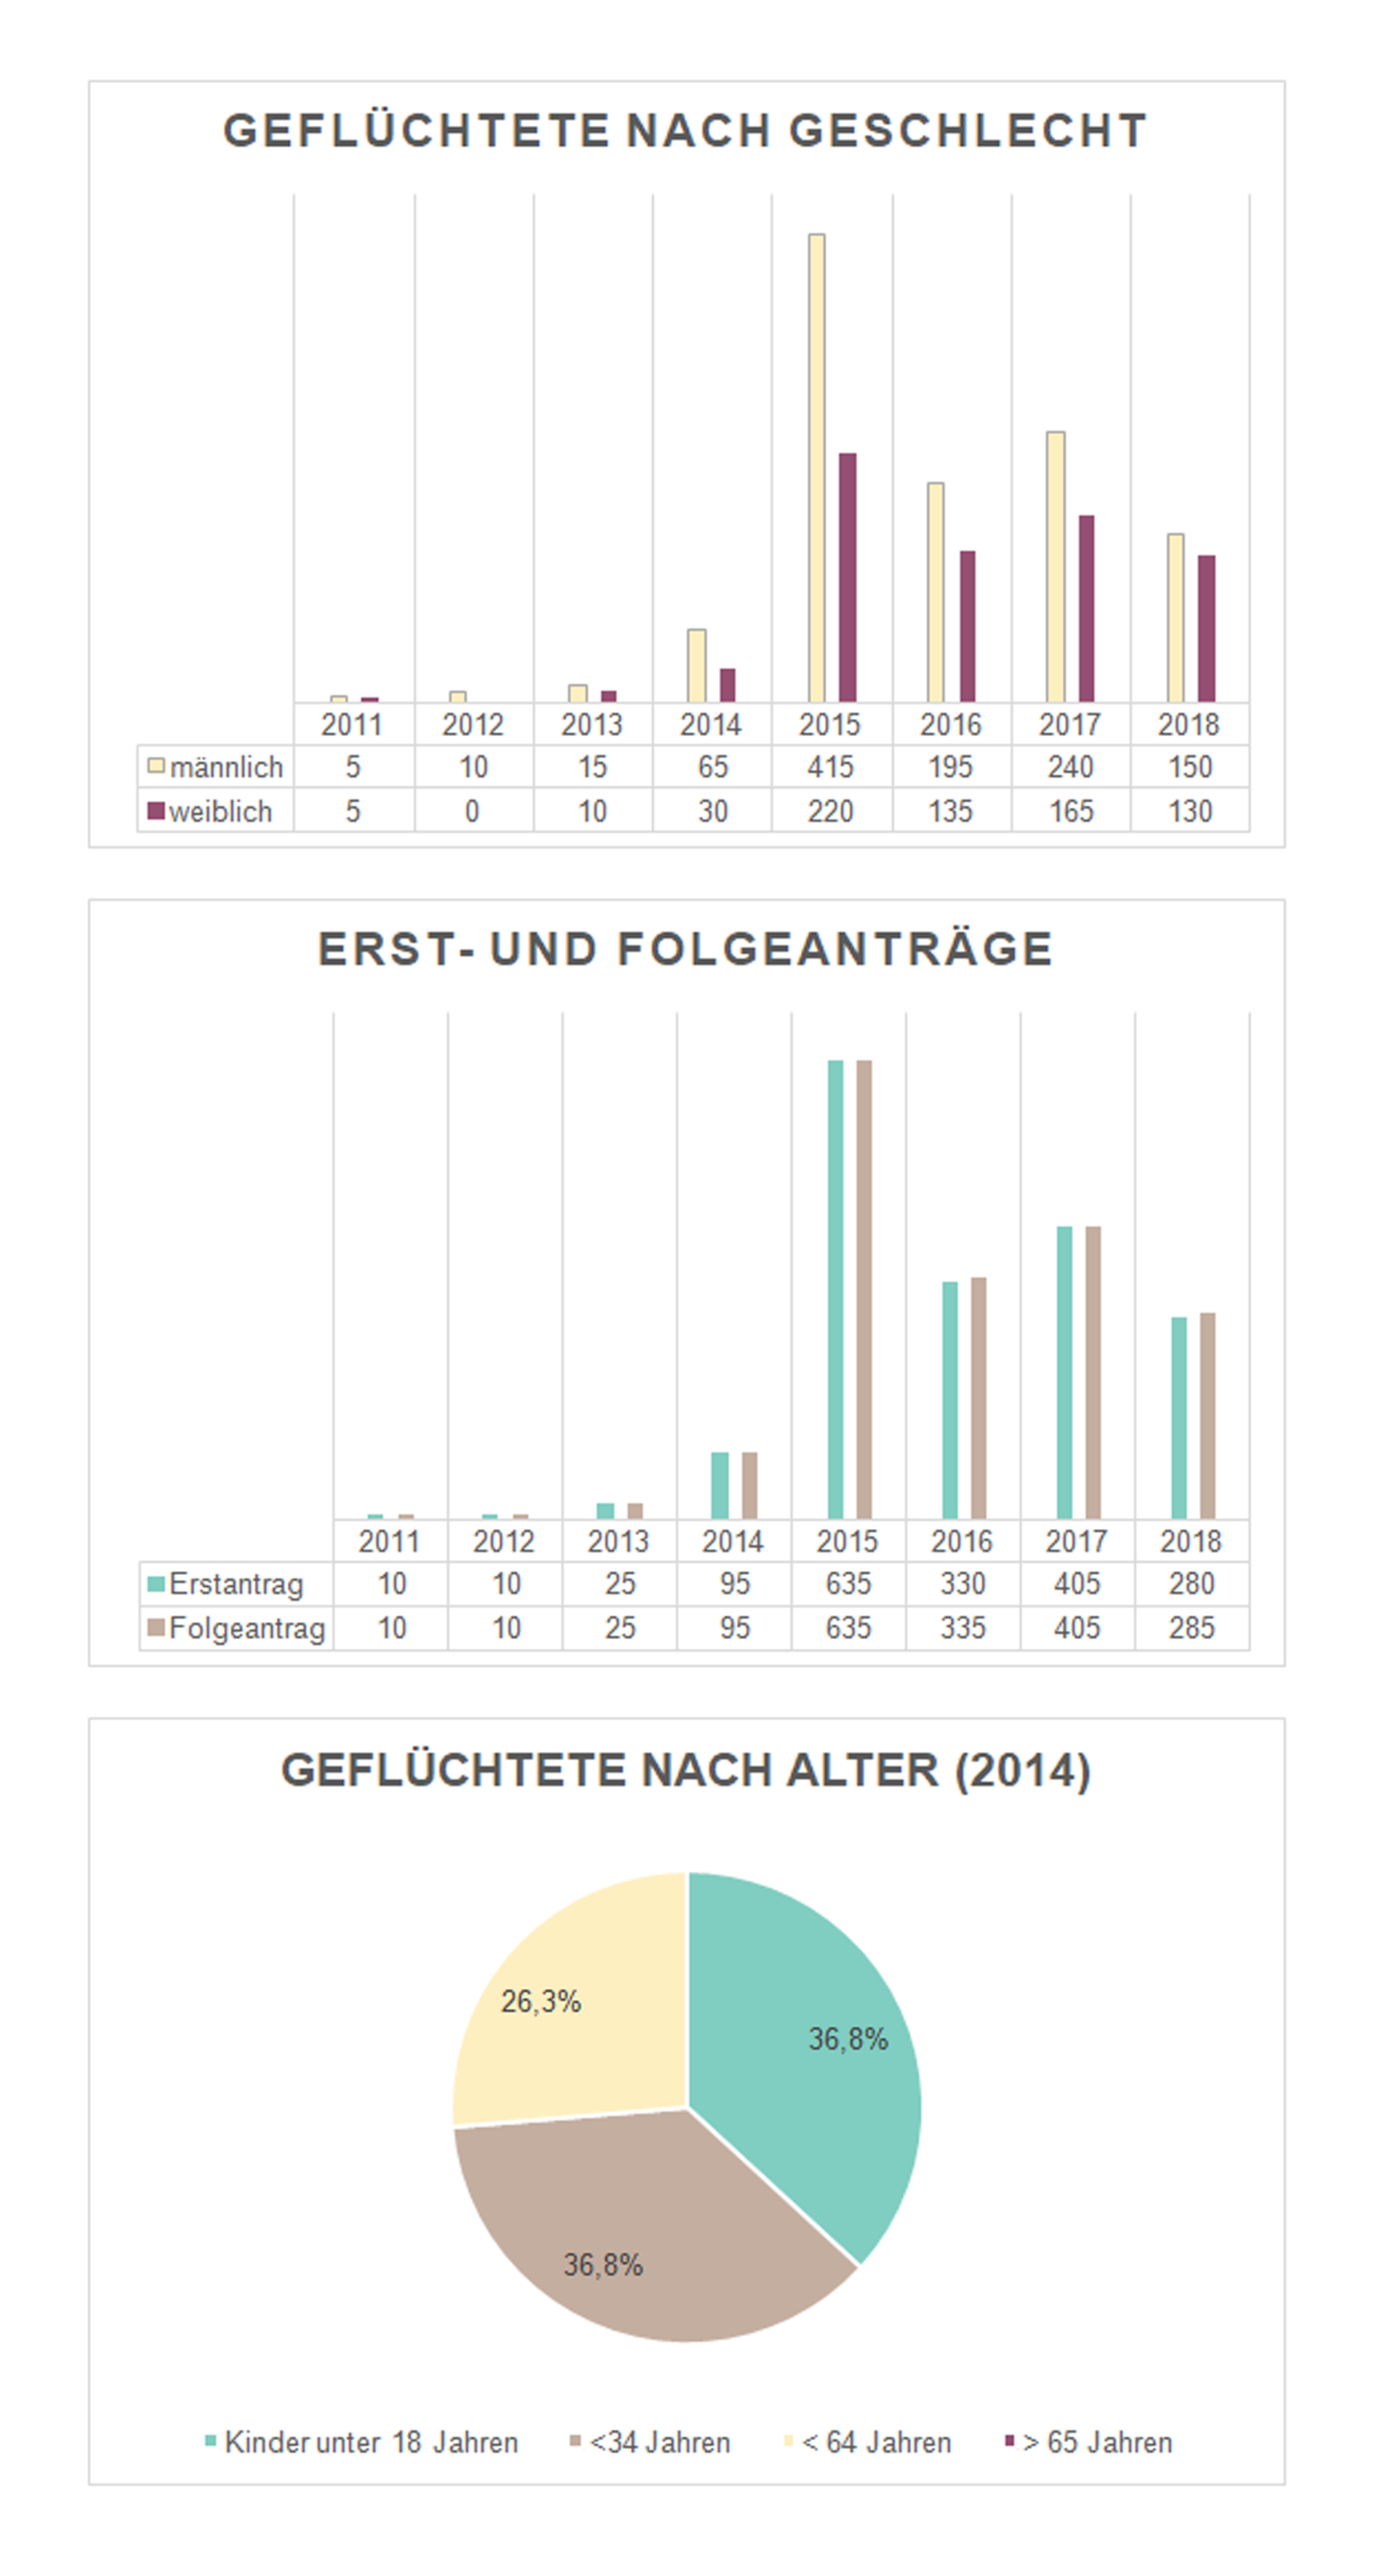 GEFLÜCHTETE NACH GESCHLECHT
2011 2012 2013 2014 2015 2016 2017 2018
männlich 5 10 15 65 415 195 240 150
weiblich 5 0 10 30 220 135 165 130
ERST- UND FOLGEANTRÄGE
2011 2012 2013 2014 2015 2016 2017 2018
Erstantrag 10 10 25 95 635 330 405 280
Folgeantrag 10 10 25 95 635 335 405 285
GEFLÜCHTETE NACH ALTER (2014)
26,3%
36,8%
36,8%
Kinder unter 18 Jahren <34 Jahren < 64 Jahren > 65 Jahren